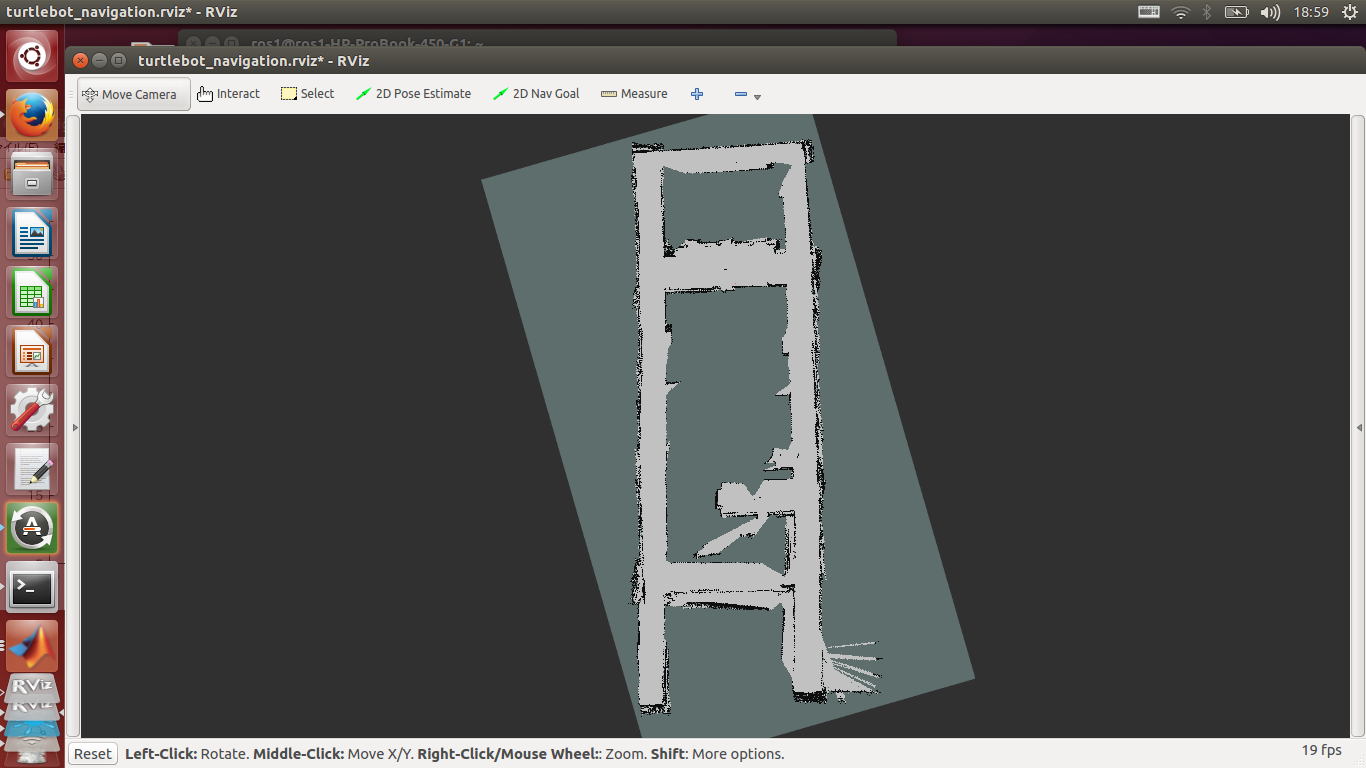 turtlebot_navigation.rviz* - RViz
18:59
ros1@ros1-HP-ProBook-450-G1: ~
turtlebot_navigation.rviz* - RViz
Move Camera
Interact
Select
2D Pose Estimate
2D Nav Goal
Measure
40
15
RViz
RViz
Reset
Left-Click: Rotate. Middle-Click: Move X/Y. Right-Click/Mouse Wheel:: Zoom. Shift: More options.
19 fps